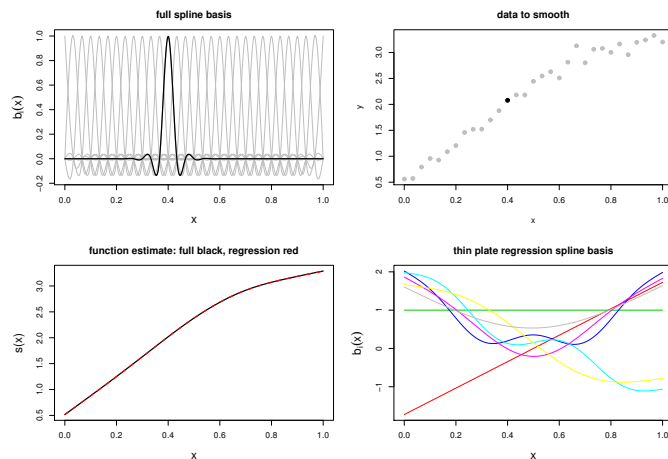 full spline basis
b_i(x)
1.0
0.8
0.6
0.4
0.2
0.0
−0.2
0.0 0.2 0.4 0.6 0.8 1.0
x
data to smooth
y
3.0
2.5
2.0
1.5
1.0
0.5
0.0 0.2 0.4 0.6 0.8 1.0
x
function estimate: full black, regression red
s(x)
3.0
2.5
2.0
1.5
1.0
0.5
0.0 0.2 0.4 0.6 0.8 1.0
x
thin plate regression spline basis
b_i(x)
2
1
0
−1
0.0 0.2 0.4 0.6 0.8 1.0
x